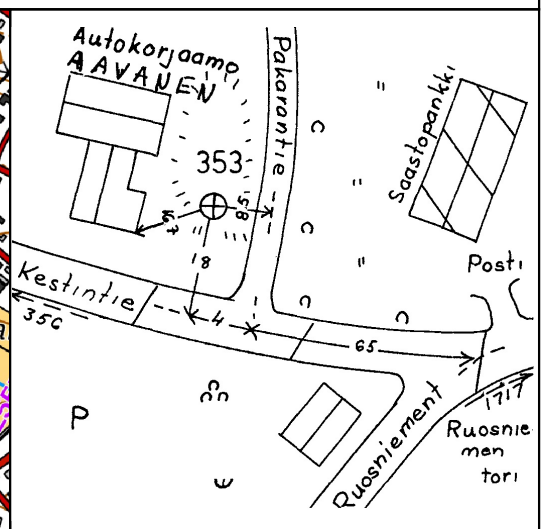 Autokorjaamo
AAVANEN
Pakarantie
Saastopankki
353
8.5
6.7
18
Posti
Kestintie
356
4
65
1717
P
Ruosniement
Ruosnie
men
tori